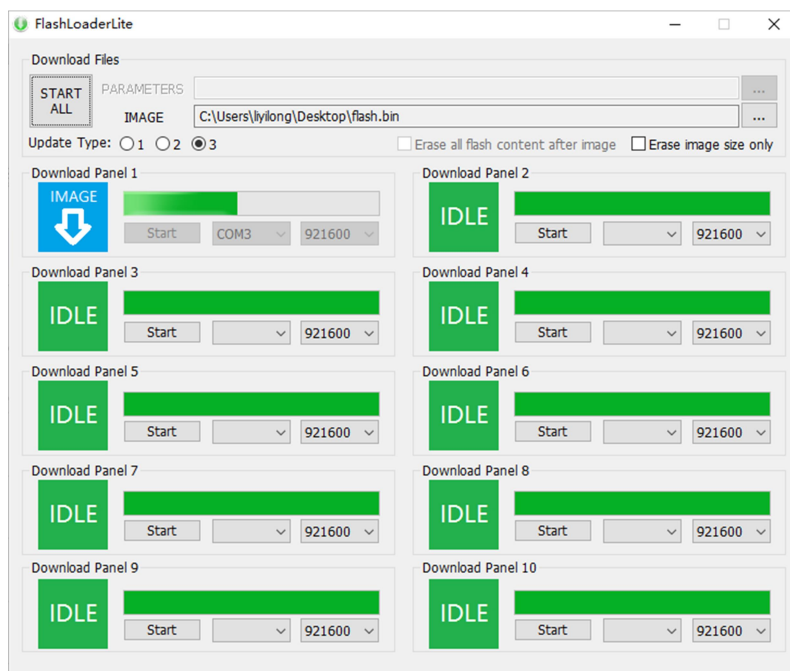 FlashLoaderLite
Download Files
START ALL
PARAMETERS
...
IMAGE
C:\Users\liyilong\Desktop\flash.bin
...
Update Type: 1 2 3
Erase all flash content after image
Erase image size only
Download Panel 1
IMAGE
Start COM3 921600
Download Panel 2
IDLE
Start 921600
Download Panel 3
IDLE
Start 921600
Download Panel 4
IDLE
Start 921600
Download Panel 5
IDLE
Start 921600
Download Panel 6
IDLE
Start 921600
Download Panel 7
IDLE
Start 921600
Download Panel 8
IDLE
Start 921600
Download Panel 9
IDLE
Start 921600
Download Panel 10
IDLE
Start 921600